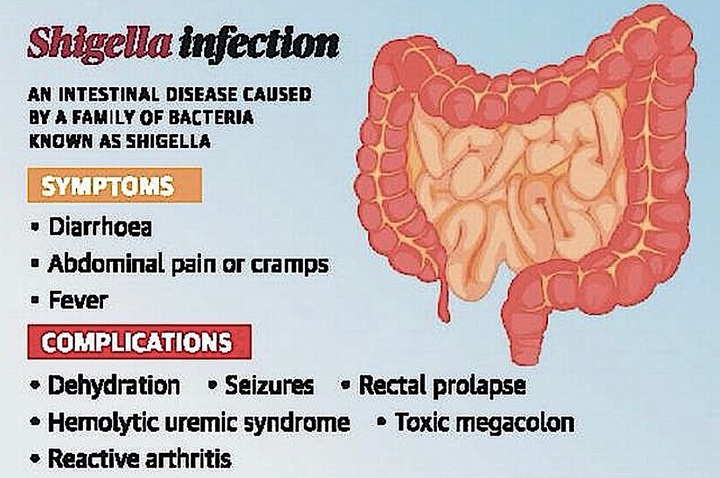 Shigella infection
AN INTESTINAL DISEASE CAUSED
BY A FAMILY OF BACTERIA
KNOWN AS SHIGELLA
SYMPTOMS
▪ Diarrhoea
▪ Abdominal pain or cramps
▪ Fever
COMPLICATIONS
• Dehydration • Seizures • Rectal prolapse
• Hemolytic uremic syndrome • Toxic megacolon
• Reactive arthritis